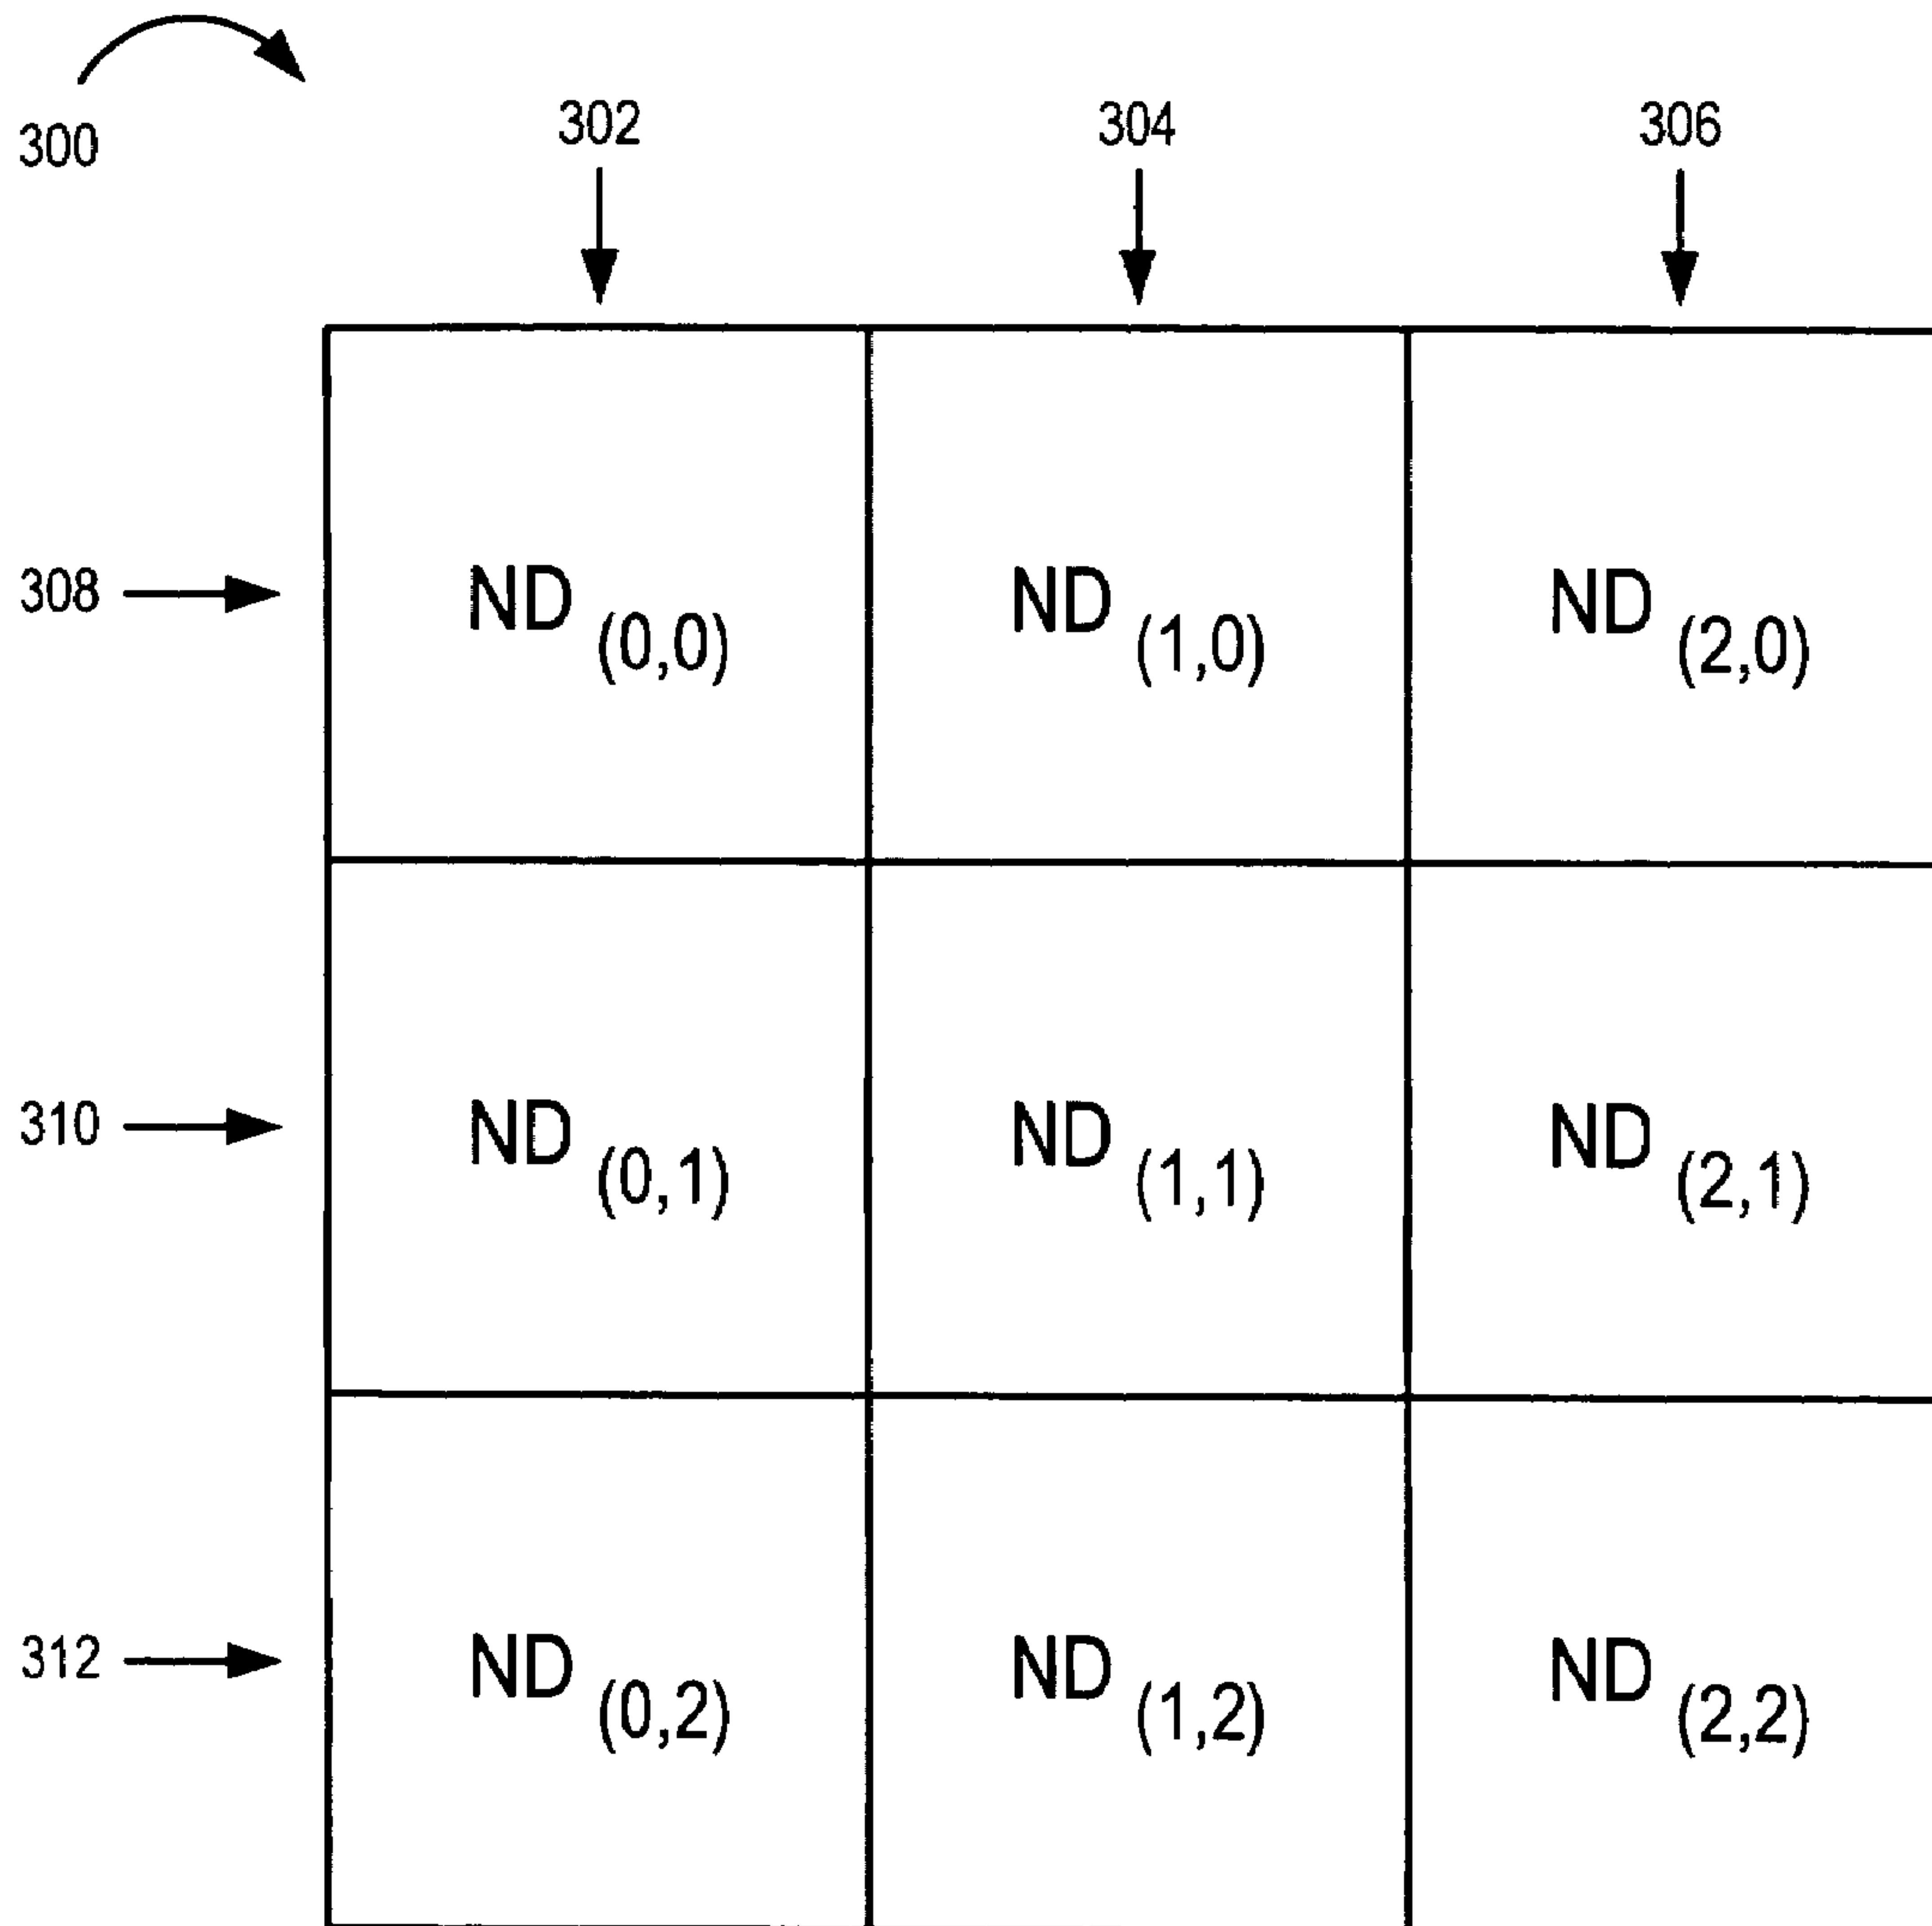 300
302 304 306
308 ND (0,0) ND (1,0) ND (2,0)
310 ND (0,1) ND (1,1) ND (2,1)
312 ND (0,2) ND (1,2) ND (2,2)